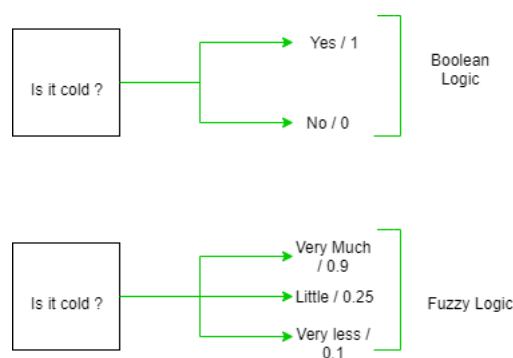 Is it cold ?
Yes / 1
No / 0
Boolean
Logic
Is it cold ?
Very Much
/ 0.9
Little / 0.25
Very less /
0.1
Fuzzy Logic